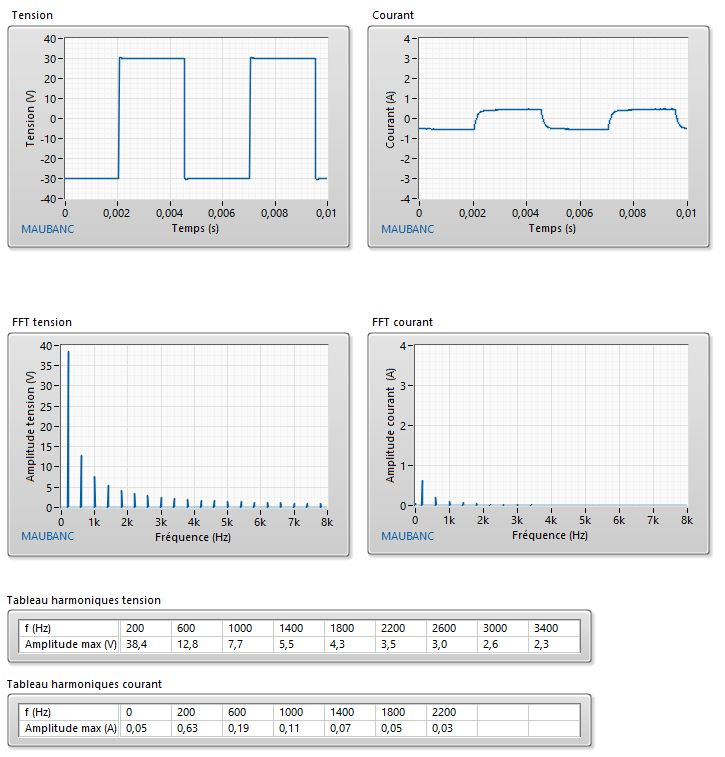 Tension
Courant
Tension (V)
40
30
20
10
0
-10
-20
-30
-40
0 0,002 0,004 0,006 0,008 0,01
Temps (s)
MAUBANC
Courant (A)
4
3
2
1
0
-1
-2
-3
-4
0 0,002 0,004 0,006 0,008 0,01
Temps (s)
MAUBANC
FFT tension
FFT courant
Amplitude tension (V)
40
35
30
25
20
15
10
5
0
0 1k 2k 3k 4k 5k 6k 7k 8k
Fréquence (Hz)
MAUBANC
Amplitude courant (A)
4
3
2
1
0
0 1k 2k 3k 4k 5k 6k 7k 8k
Fréquence (Hz)
MAUBANC
Tableau harmoniques tension
f (Hz) 200 600 1000 1400 1800 2200 2600 3000 3400
Amplitude max (V) 38,4 12,8 7,7 5,5 4,3 3,5 3,0 2,6 2,3
Tableau harmoniques courant
f (Hz) 0 200 600 1000 1400 1800 2200
Amplitude max (A) 0,05 0,63 0,19 0,11 0,07 0,05 0,03